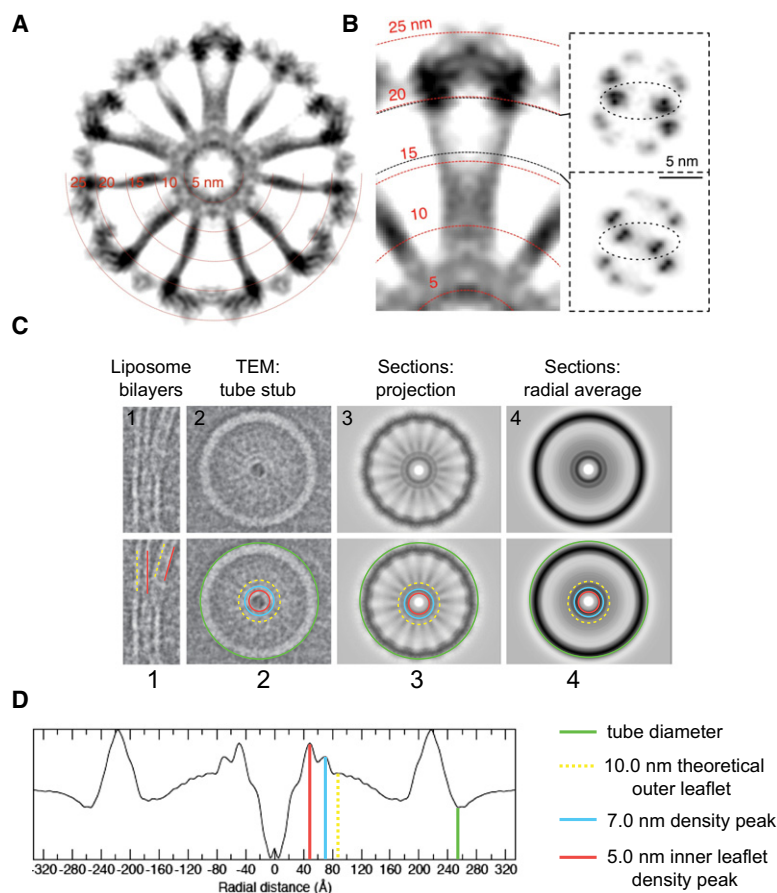 A
25 20 15 10 5 nm
B
25 nm
20
15
10
5
5 nm
C
Liposome
bilayers
TEM:
tube stub
Sections:
projection
Sections:
radial average
1
2
3
4
1
2
3
4
D
-320 -280 -240 -200 -160 -120 -80 -40 0 40 80 120 160 200 240 280 320
Radial distance (Å)
tube diameter
10.0 nm theoretical
outer leaflet
7.0 nm density peak
5.0 nm inner leaflet
density peak